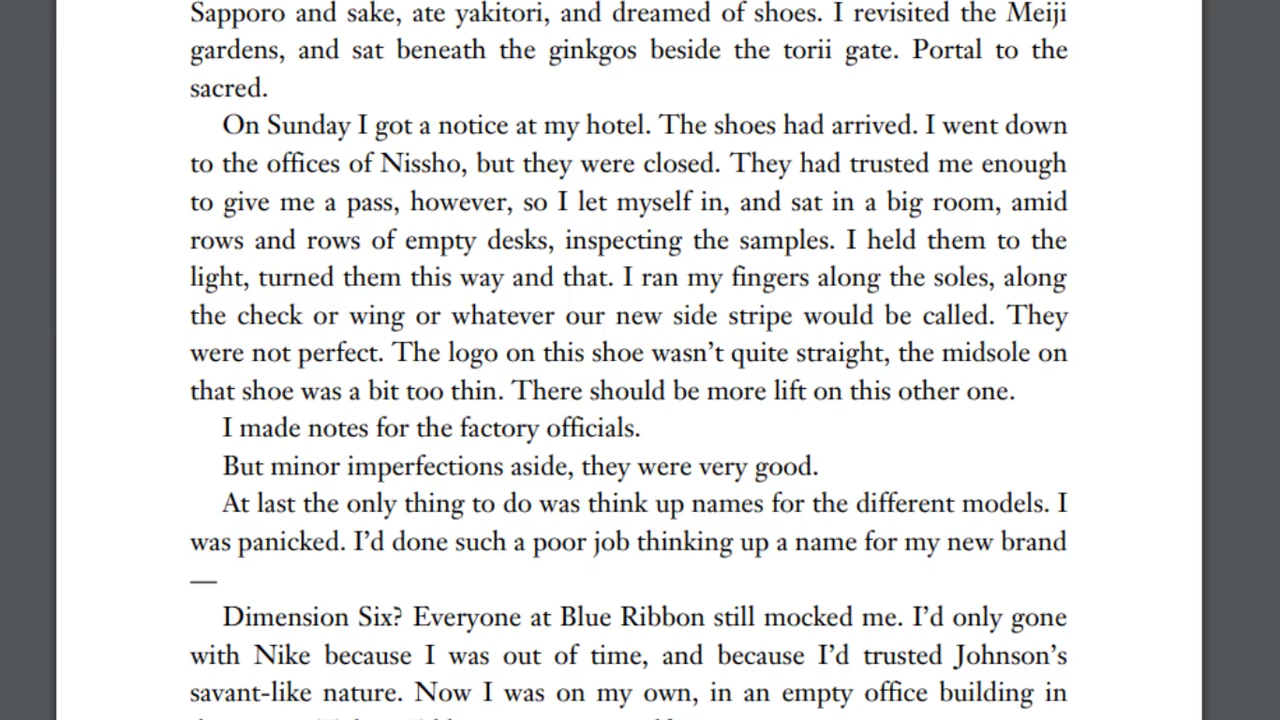 Sapporo and sake, ate yakitori, and dreamed of shoes. I revisited the Meiji
gardens, and sat beneath the ginkgos beside the torii gate. Portal to the
sacred.
On Sunday I got a notice at my hotel. The shoes had arrived. I went down
to the offices of Nissho, but they were closed. They had trusted me enough
to give me a pass, however, so I let myself in, and sat in a big room, amid
rows and rows of empty desks, inspecting the samples. I held them to the
light, turned them this way and that. I ran my fingers along the soles, along
the check or wing or whatever our new side stripe would be called. They
were not perfect. The logo on this shoe wasn’t quite straight, the midsole on
that shoe was a bit too thin. There should be more lift on this other one.
I made notes for the factory officials.
But minor imperfections aside, they were very good.
At last the only thing to do was think up names for the different models. I
was panicked. I’d done such a poor job thinking up a name for my new brand
—
Dimension Six? Everyone at Blue Ribbon still mocked me. I’d only gone
with Nike because I was out of time, and because I’d trusted Johnson’s
savant-like nature. Now I was on my own, in an empty office building in